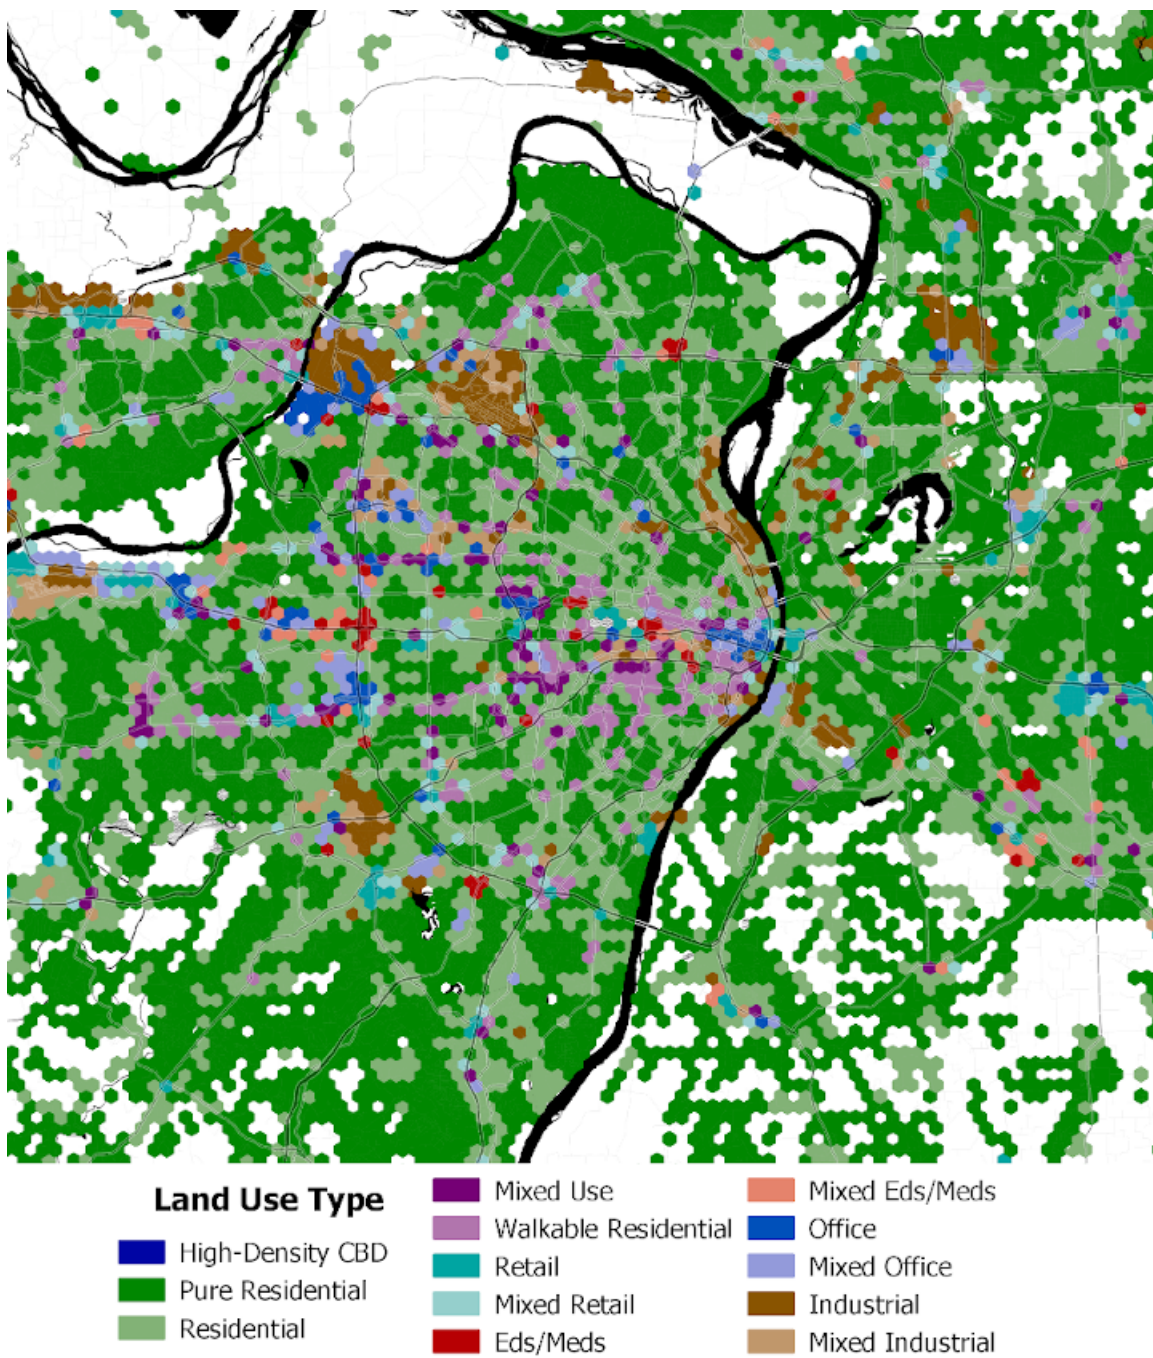 Land Use Type
High-Density CBD
Pure Residential
Residential
Mixed Use
Walkable Residential
Retail
Mixed Retail
Eds/Meds
Mixed Eds/Meds
Office
Mixed Office
Industrial
Mixed Industrial